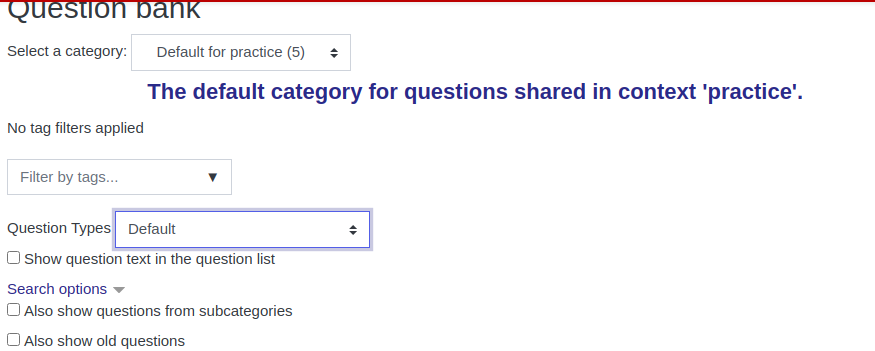 Question bank
Select a category: Default for practice (5)
The default category for questions shared in context 'practice'.
No tag filters applied
Filter by tags...
Question Types Default
Show question text in the question list
Search options
Also show questions from subcategories
Also show old questions